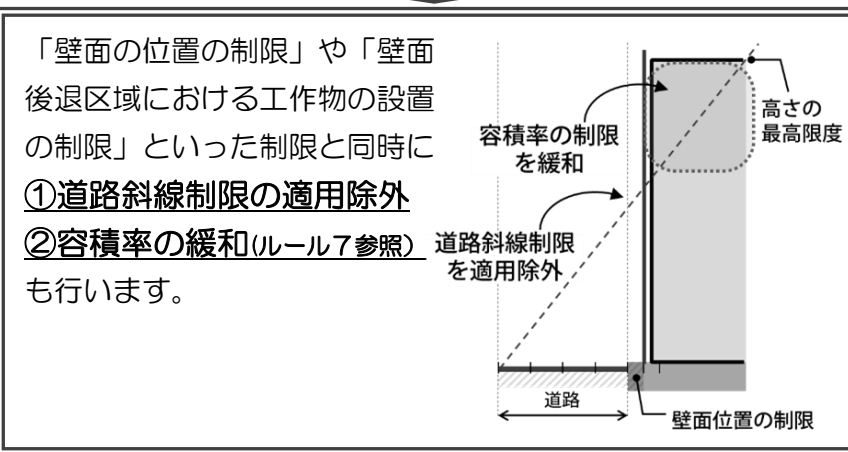 「壁面の位置の制限」や「壁面
後退区域における工作物の設置
の制限」といった制限と同時に
①道路斜線制限の適用除外
②容積率の緩和(ルール７参照）
も行います。
容積率の制限
を緩和
高さの
最高限度
道路斜線制限
を適用除外
道路
壁面位置の制限